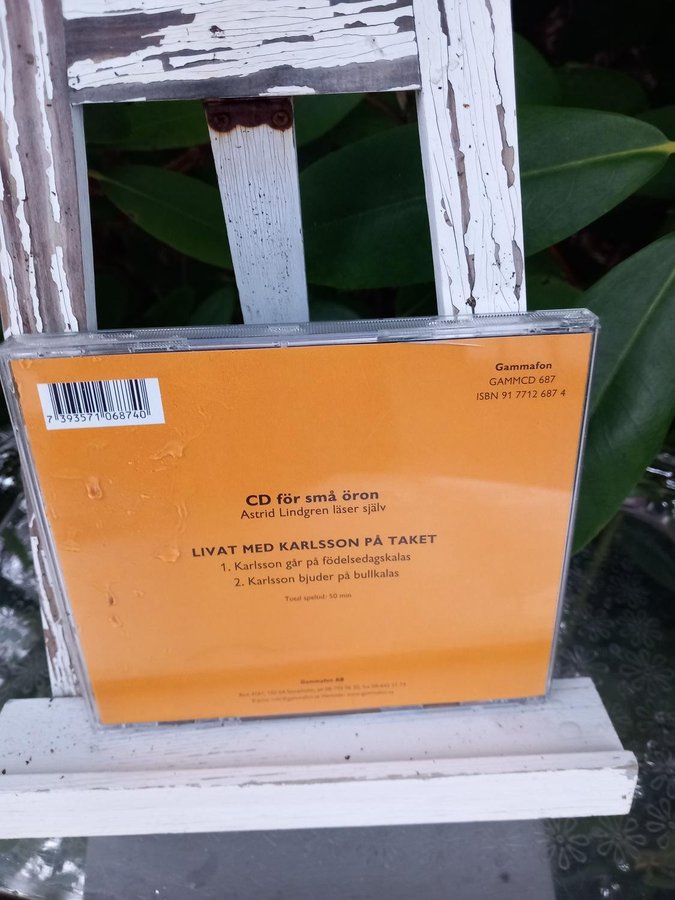 7 393571 068740
Gammafon
GAMMCD 687
ISBN 91 7712 687 4
CD för små öron
Astrid Lindgren läser själv
LIVAT MED KARLSSON PÅ TAKET
1. Karlsson går på födelsedagskalas
2. Karlsson bjuder på bullkalas
Total speltid: 50 min
Gammafon AB